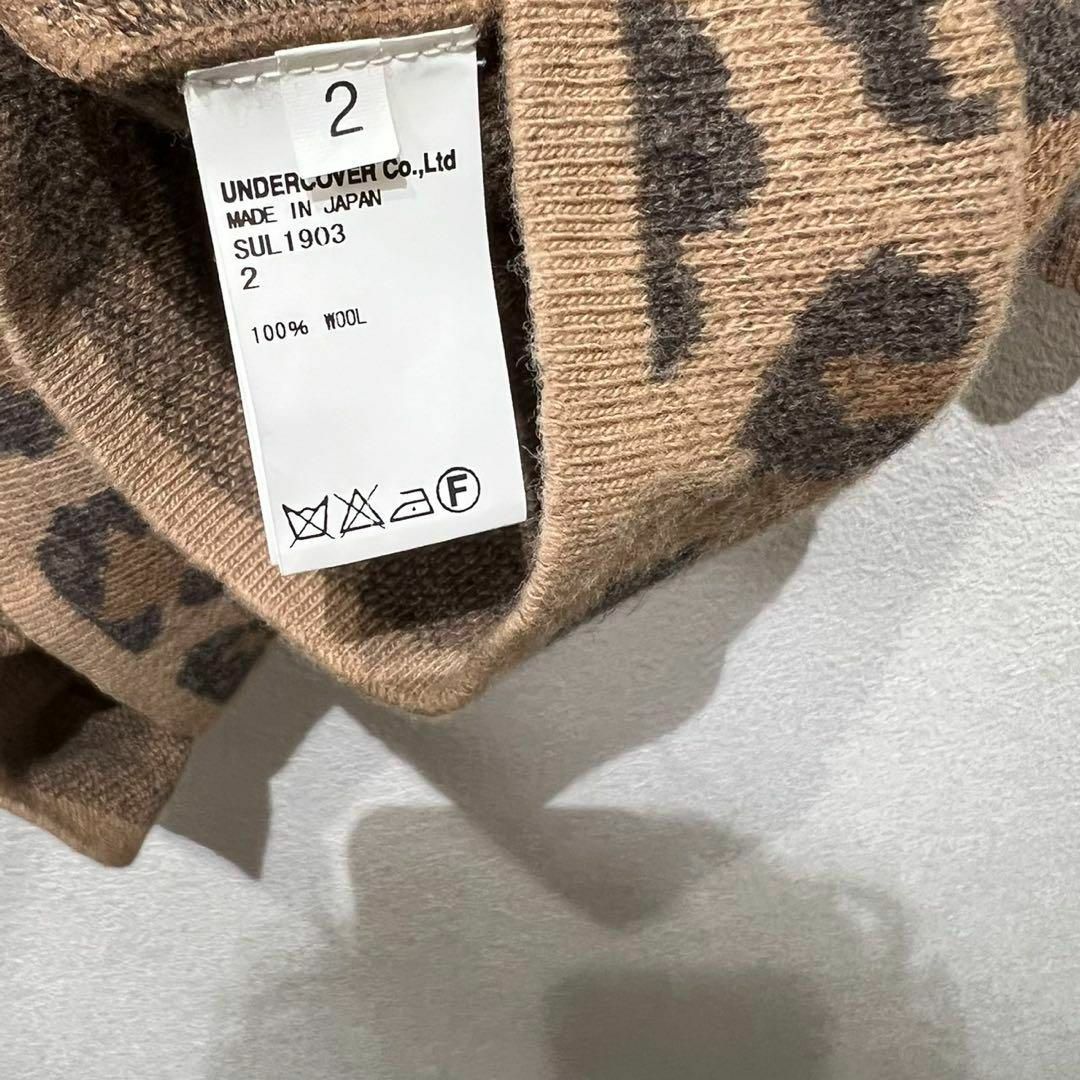 2
UNDERCOVER Co.,Ltd
MADE IN JAPAN
SUL1903
2
100% WOOL
F